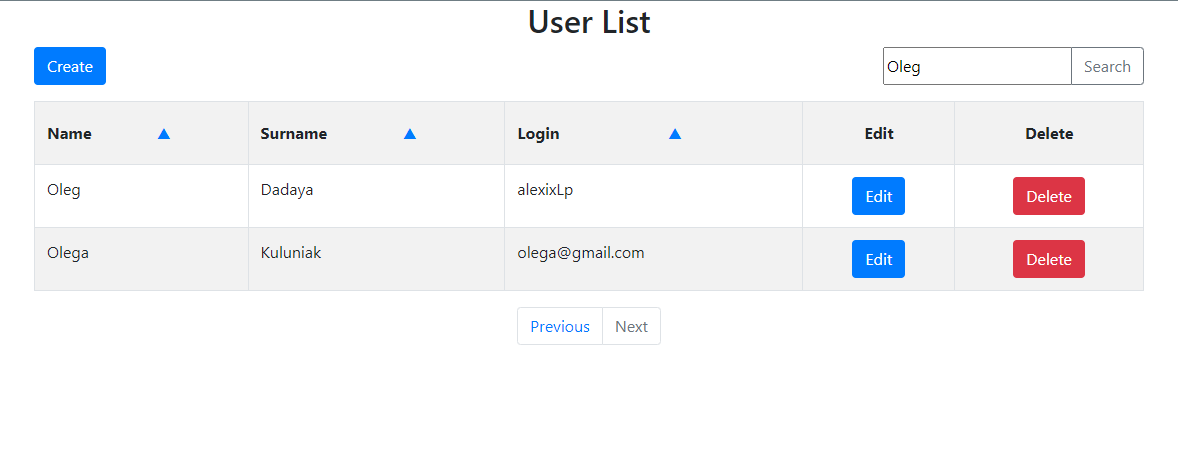 User List
Create Oleg Search
Name ▲ Surname ▲ Login ▲ Edit Delete
Oleg Dadaya alexixLp Edit Delete
Olega Kuluniak olega@gmail.com Edit Delete
Previous Next